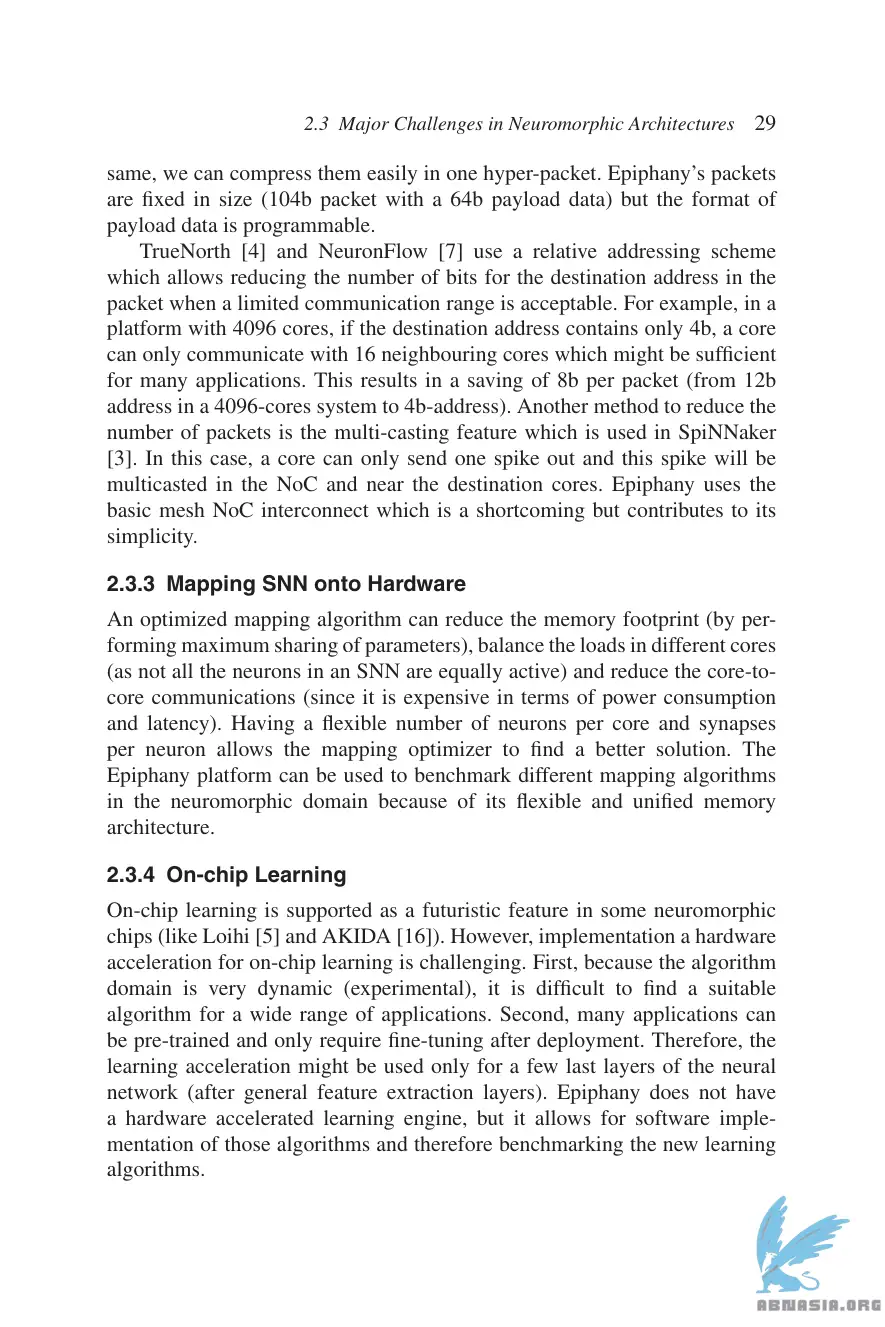 2.3 Major Challenges in Neuromorphic Architectures 29
same, we can compress them easily in one hyper-packet. Epiphany’s packets
are fixed in size (104b packet with a 64b payload data) but the format of
payload data is programmable.
TrueNorth [4] and NeuronFlow [7] use a relative addressing scheme
which allows reducing the number of bits for the destination address in the
packet when a limited communication range is acceptable. For example, in a
platform with 4096 cores, if the destination address contains only 4b, a core
can only communicate with 16 neighbouring cores which might be sufficient
for many applications. This results in a saving of 8b per packet (from 12b
address in a 4096-cores system to 4b-address). Another method to reduce the
number of packets is the multi-casting feature which is used in SpiNNaker
[3]. In this case, a core can only send one spike out and this spike will be
multicasted in the NoC and near the destination cores. Epiphany uses the
basic mesh NoC interconnect which is a shortcoming but contributes to its
simplicity.
2.3.3 Mapping SNN onto Hardware
An optimized mapping algorithm can reduce the memory footprint (by per-
forming maximum sharing of parameters), balance the loads in different cores
(as not all the neurons in an SNN are equally active) and reduce the core-to-
core communications (since it is expensive in terms of power consumption
and latency). Having a flexible number of neurons per core and synapses
per neuron allows the mapping optimizer to find a better solution. The
Epiphany platform can be used to benchmark different mapping algorithms
in the neuromorphic domain because of its flexible and unified memory
architecture.
2.3.4 On-chip Learning
On-chip learning is supported as a futuristic feature in some neuromorphic
chips (like Loihi [5] and AKIDA [16]). However, implementation a hardware
acceleration for on-chip learning is challenging. First, because the algorithm
domain is very dynamic (experimental), it is difficult to find a suitable
algorithm for a wide range of applications. Second, many applications can
be pre-trained and only require fine-tuning after deployment. Therefore, the
learning acceleration might be used only for a few last layers of the neural
network (after general feature extraction layers). Epiphany does not have
a hardware accelerated learning engine, but it allows for software imple-
mentation of those algorithms and therefore benchmarking the new learning
algorithms.
ABNASIA.ORG